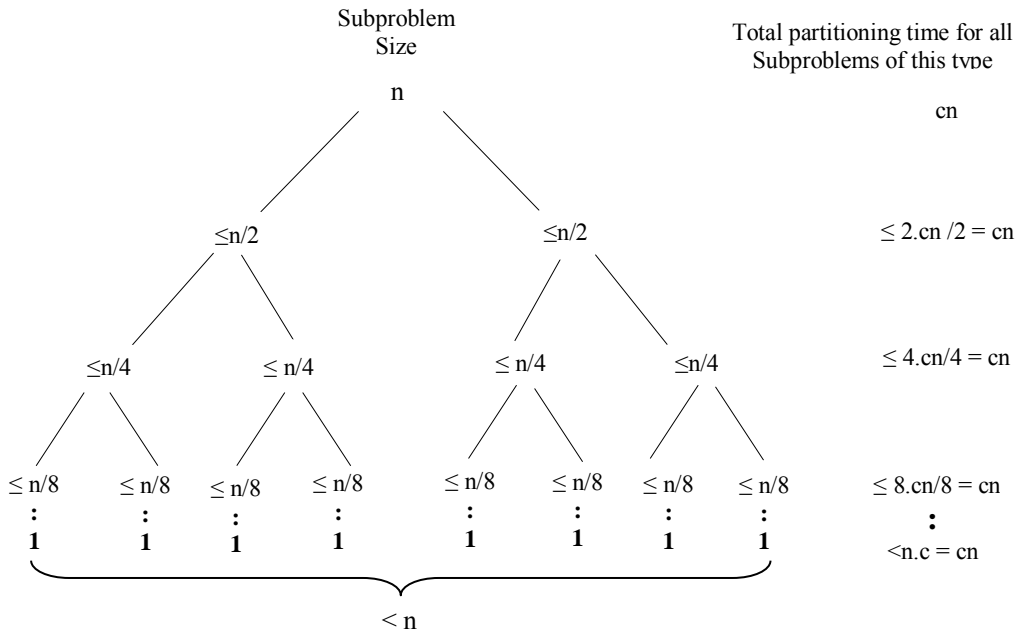 Subproblem
Size
Total partitioning time for all
Subproblems of this type
n
cn
≤n/2
≤n/2
≤ 2.cn /2 = cn
≤n/4
≤ n/4
≤ n/4
≤n/4
≤ 4.cn/4 = cn
≤ n/8
≤ n/8
≤ n/8
≤ n/8
≤ n/8
≤ n/8
≤ n/8
≤ n/8
≤ 8.cn/8 = cn
⋮
⋮
⋮
⋮
⋮
⋮
⋮
⋮
⋮
1
1
1
1
1
1
1
1
<n.c = cn
< n